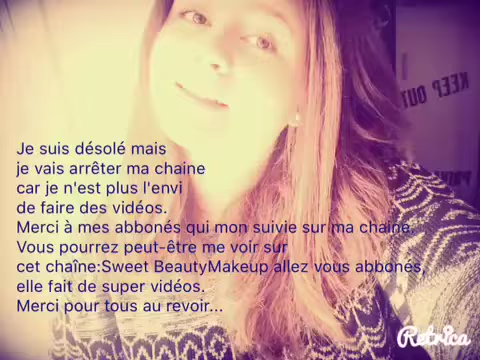 KEEP OUT
Je suis désolé mais
je vais arrêter ma chaine
car je n'est plus l'envi
de faire des vidéos.
Merci à mes abbonés qui mon suivie sur ma chaine.
Vous pourrez peut-être me voir sur
cet chaîne:Sweet BeautyMakeup allez vous abbonés,
elle fait de super vidéos.
Merci pour tous au revoir...
Retrica